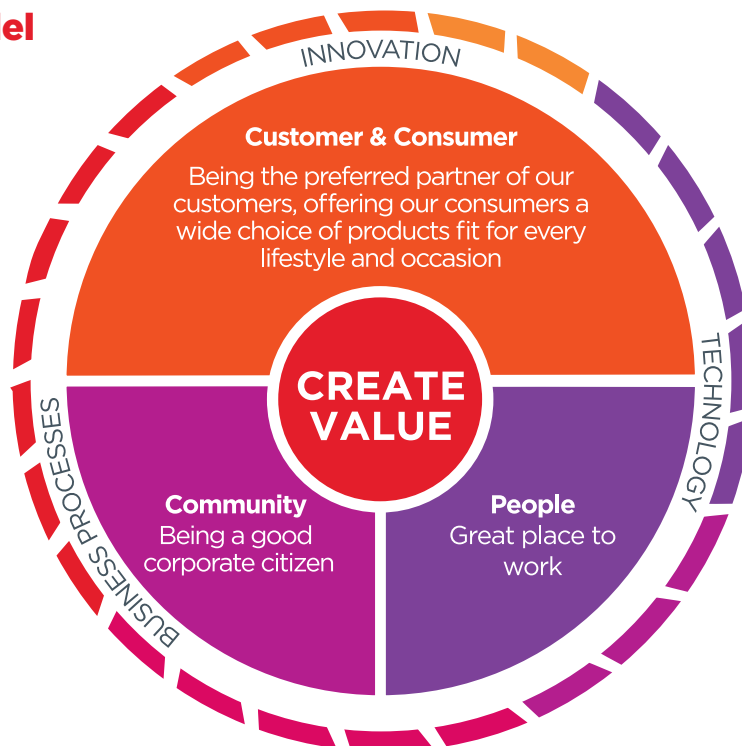 INNOVATION
Customer & Consumer
Being the preferred partner of our
customers, offering our consumers a
wide choice of products fit for every
lifestyle and occasion
CREATE
VALUE
TECHNOLOGY
BUSINESS PROCESSES
Community
Being a good
corporate citizen
People
Great place to
work